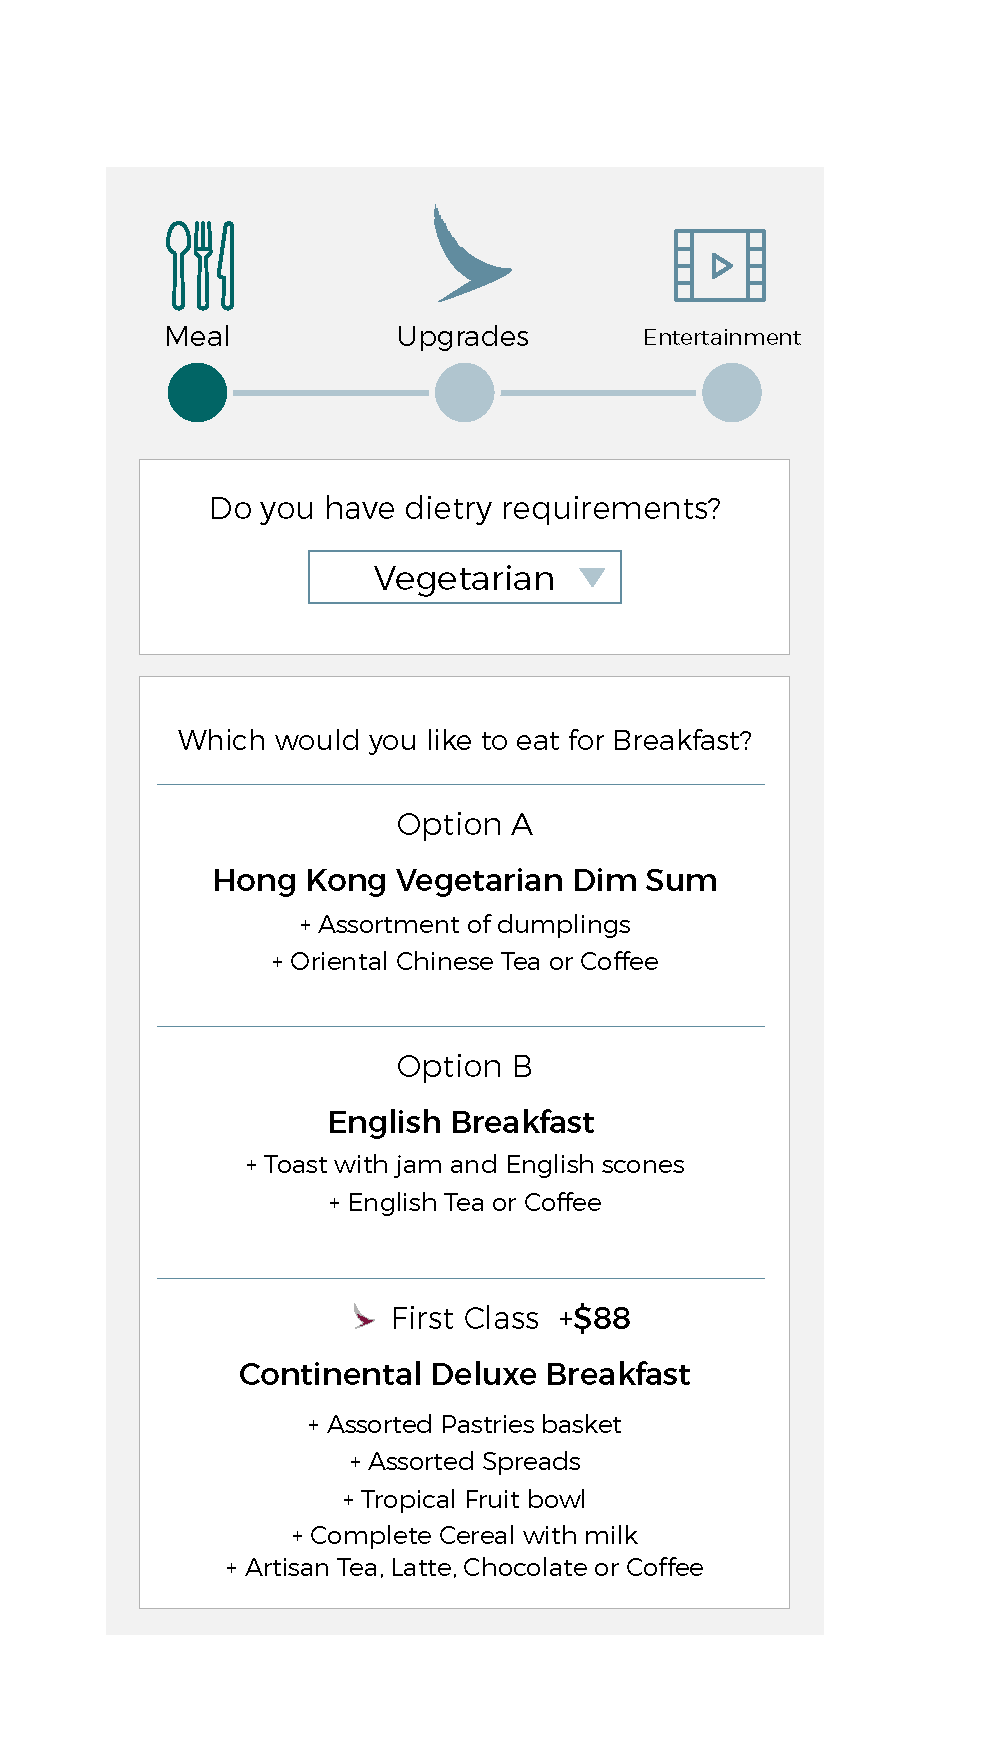 Meal
Upgrades
Entertainment
Do you have dietry requirements?
Vegetarian
Which would you like to eat for Breakfast?
Option A
Hong Kong Vegetarian Dim Sum
+ Assortment of dumplings
+ Oriental Chinese Tea or Coffee
Option B
English Breakfast
+ Toast with jam and English scones
+ English Tea or Coffee
First Class +$88
Continental Deluxe Breakfast
+ Assorted Pastries basket
+ Assorted Spreads
+ Tropical Fruit bowl
+ Complete Cereal with milk
+ Artisan Tea, Latte, Chocolate or Coffee